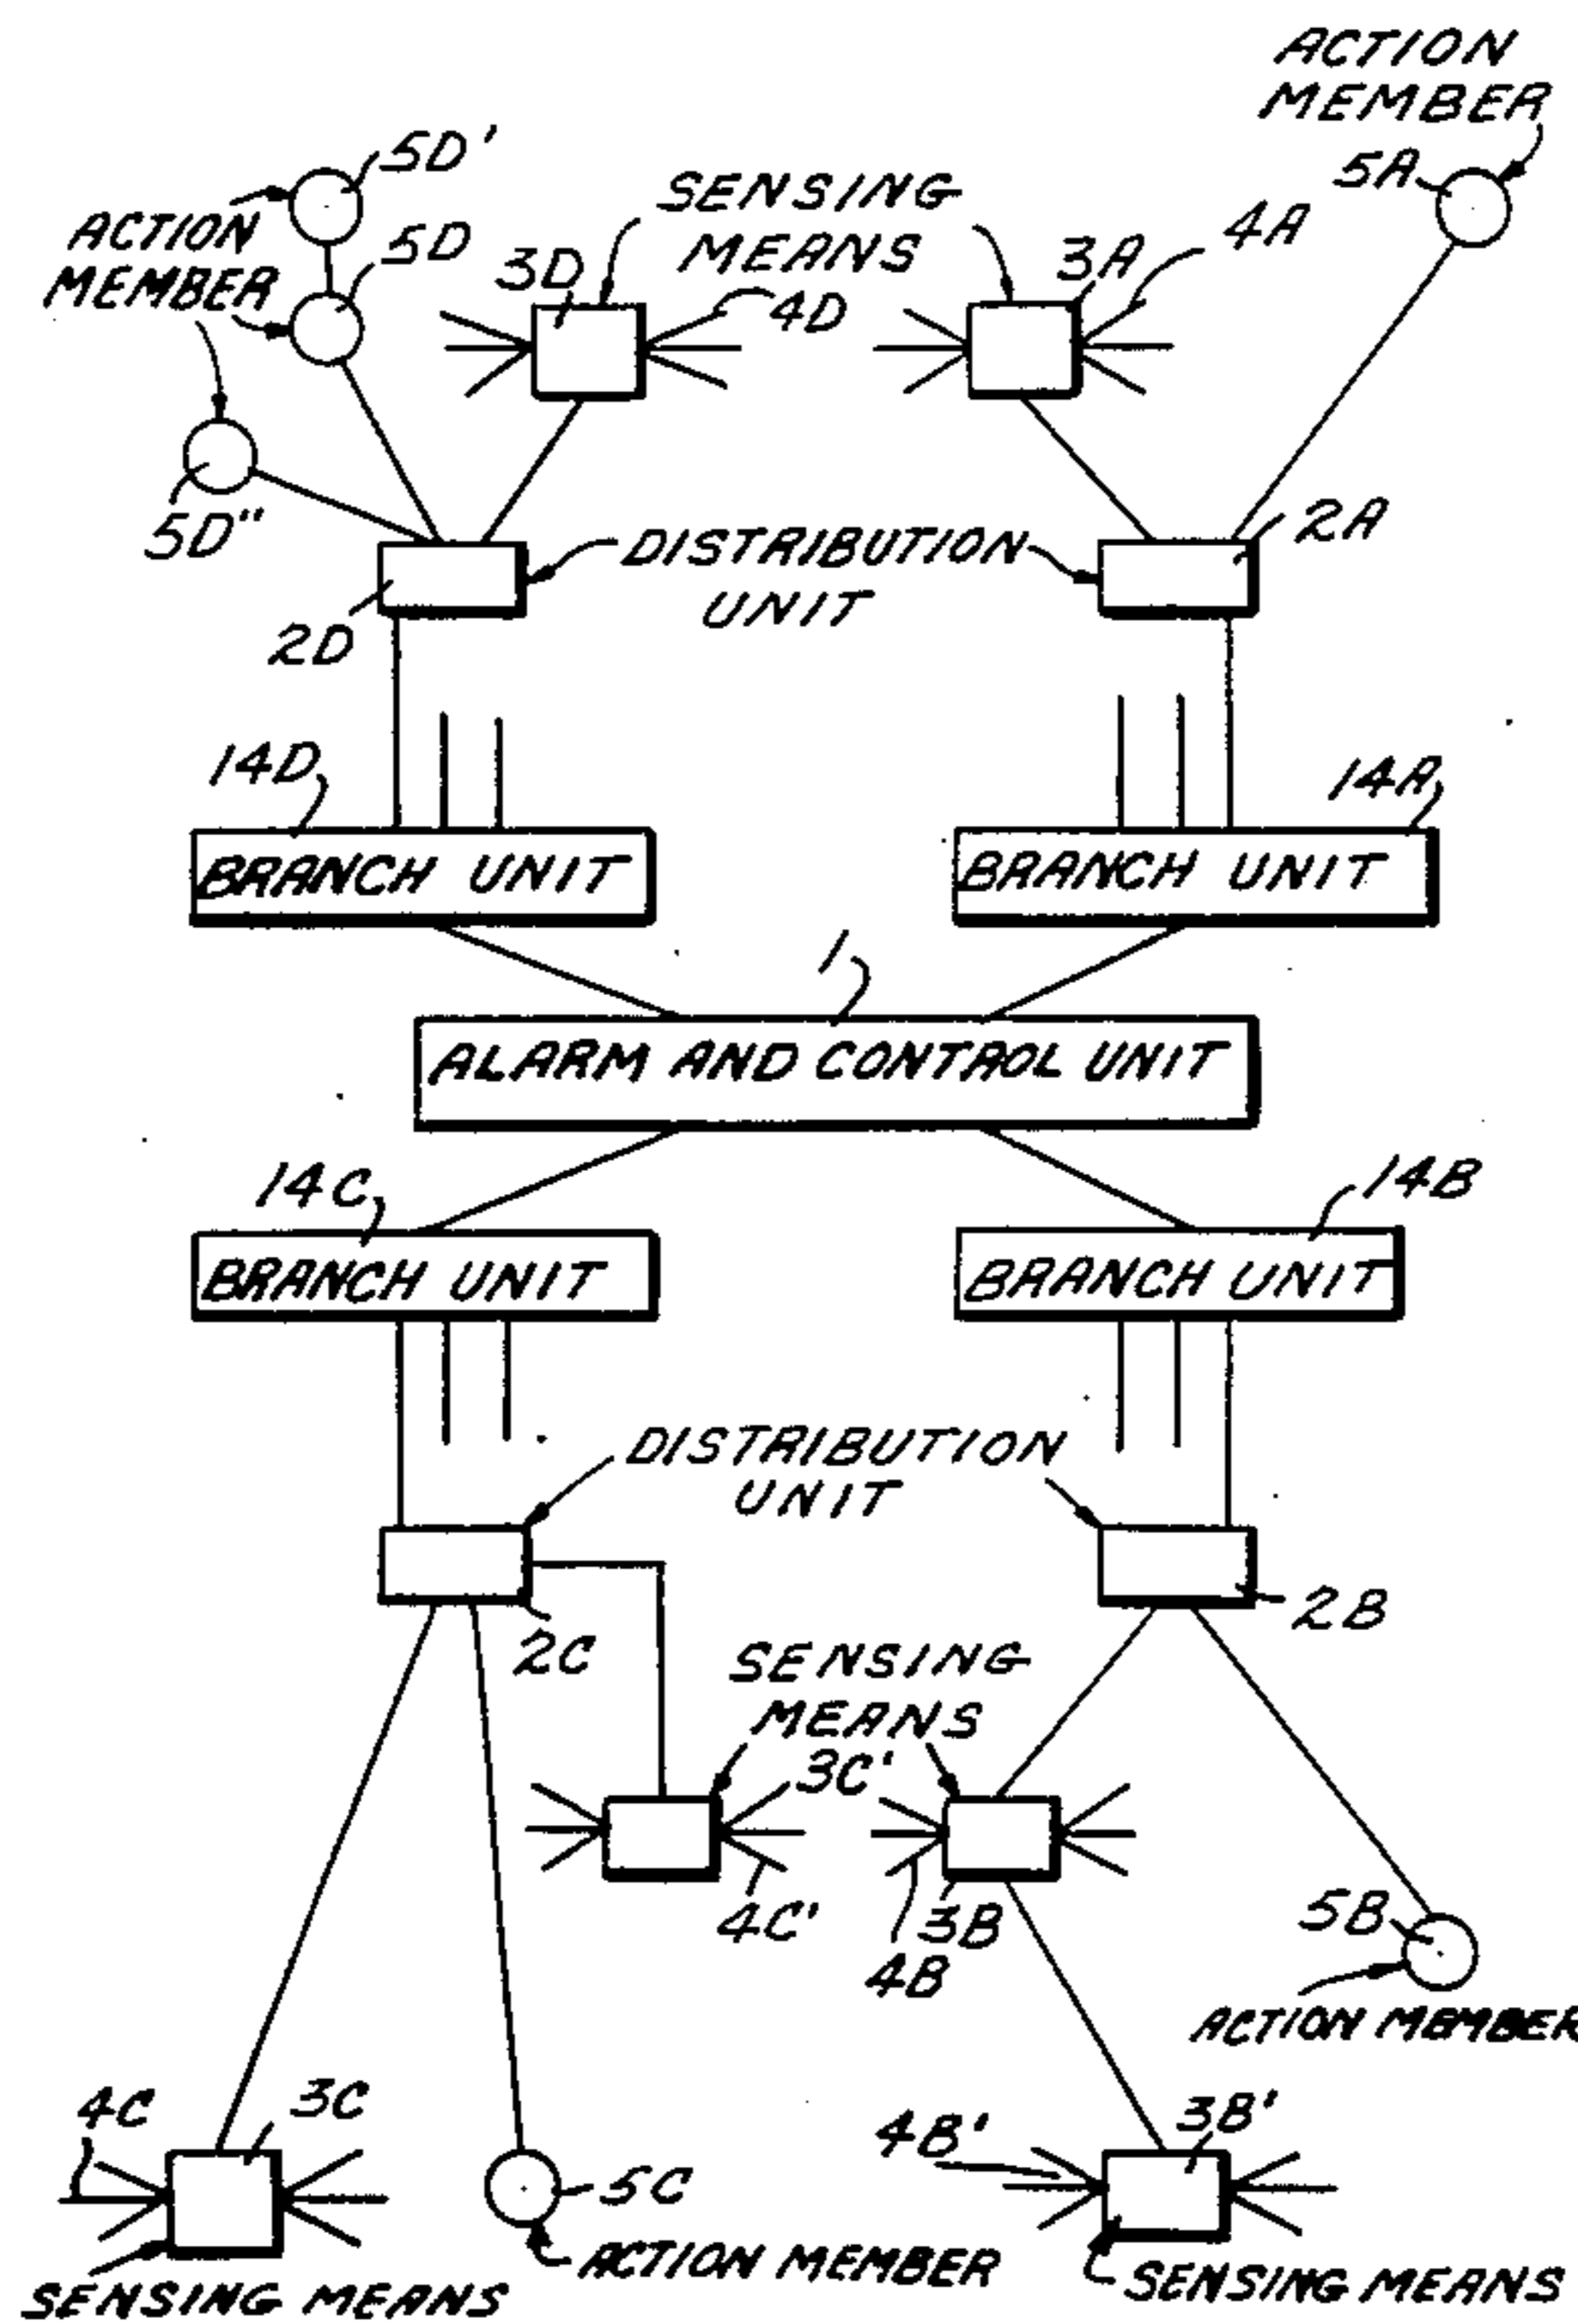 ACTION
MEMBER
5A
5D'
SENSING
MEANS
4A
ACTION
MEMBER
5D
3D
3A
4D
5D"
DISTRIBUTION
UNIT
2A
2D
14D
14A
BRANCH UNIT
BRANCH UNIT
1
ALARM AND CONTROL UNIT
14C
14B
BRANCH UNIT
BRANCH UNIT
DISTRIBUTION
UNIT
2C
2B
SENSING
MEANS
3C'
4C'
3B
4B
5B
ACTION MEMBER
4C
3C
4B'
3B'
5C
ACTION MEMBER
SENSING MEANS
SENSING MEANS